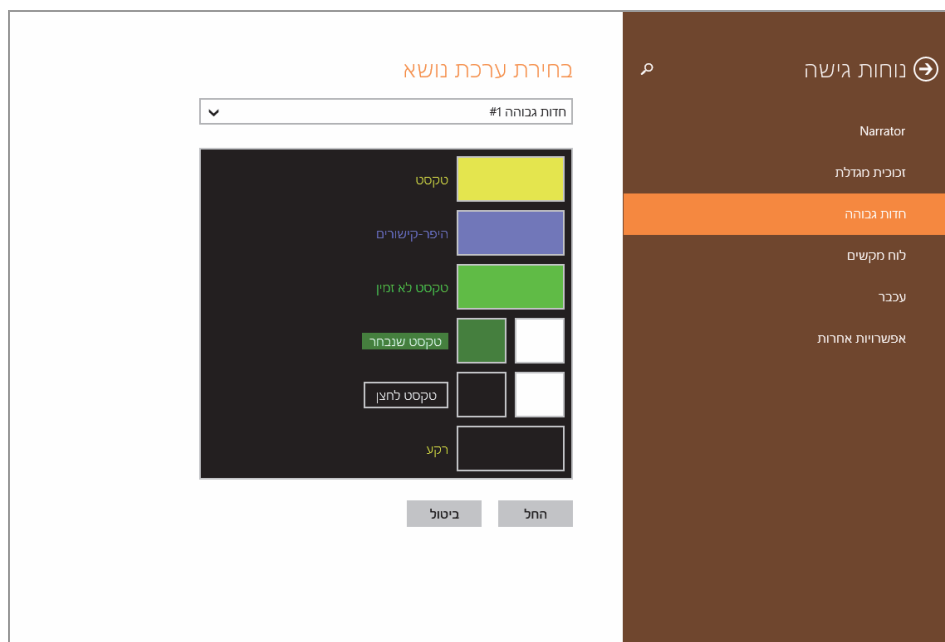 נוחות גישה
Narrator
זכוכית מגדלת
חדות גבוהה
לוח מקשים
עכבר
אפשרויות אחרות
בחירת ערכת נושא
חדות גבוהה 1#
טקסט
היפר-קישורים
טקסט לא זמין
טקסט שנבחר
טקסט לחצן
רקע
החל
ביטול